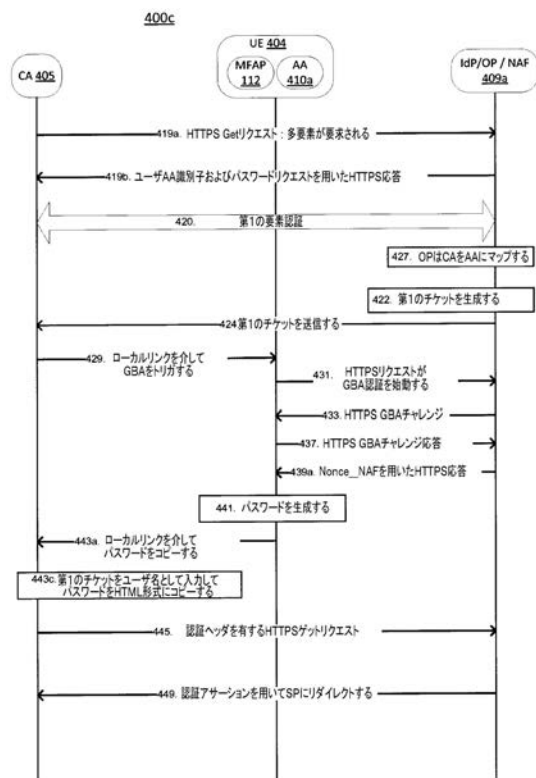 400c
CA 405
UE 404
MFAP
112
AA
410a
IdP/OP / NAF
409a
419a. HTTPS Getリクエスト：多要素が要求される
419b. ユーザAA識別子およびパスワードリクエストを用いたHTTPS応答
420. 第1の要素認証
427. OPはCAをAAにマップする
422. 第1のチケットを生成する
424第1のチケットを送信する
429. ローカルリンクを介して
GBAをトリガする
431. HTTPSリクエストが
GBA認証を始動する
433. HTTPS GBAチャレンジ
437. HTTPS GBAチャレンジ応答
439a. Nonce_NAFを用いたHTTPS応答
441. パスワードを生成する
443a. ローカルリンクを介して
パスワードをコピーする
443c. 第1のチケットをユーザ名として入力して
パスワードをHTML形式にコピーする
445. 認証ヘッダを有するHTTPSゲットリクエスト
449. 認証アサーションを用いてSPにリダイレクトする